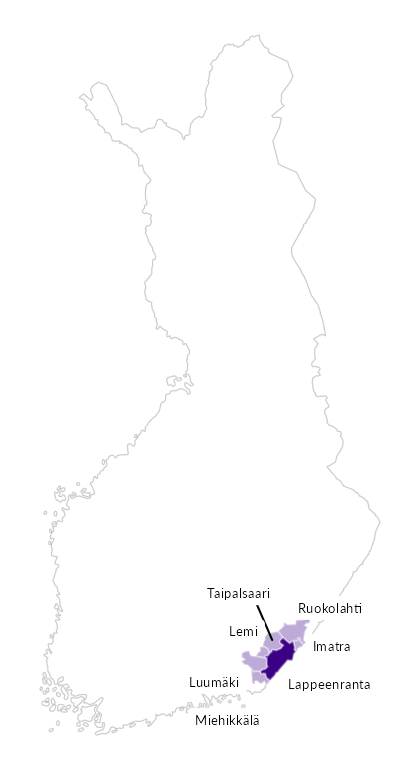 Taipalsaari
Ruokolahti
Lemi
Imatra
Luumäki
Lappeenranta
Miehikkälä